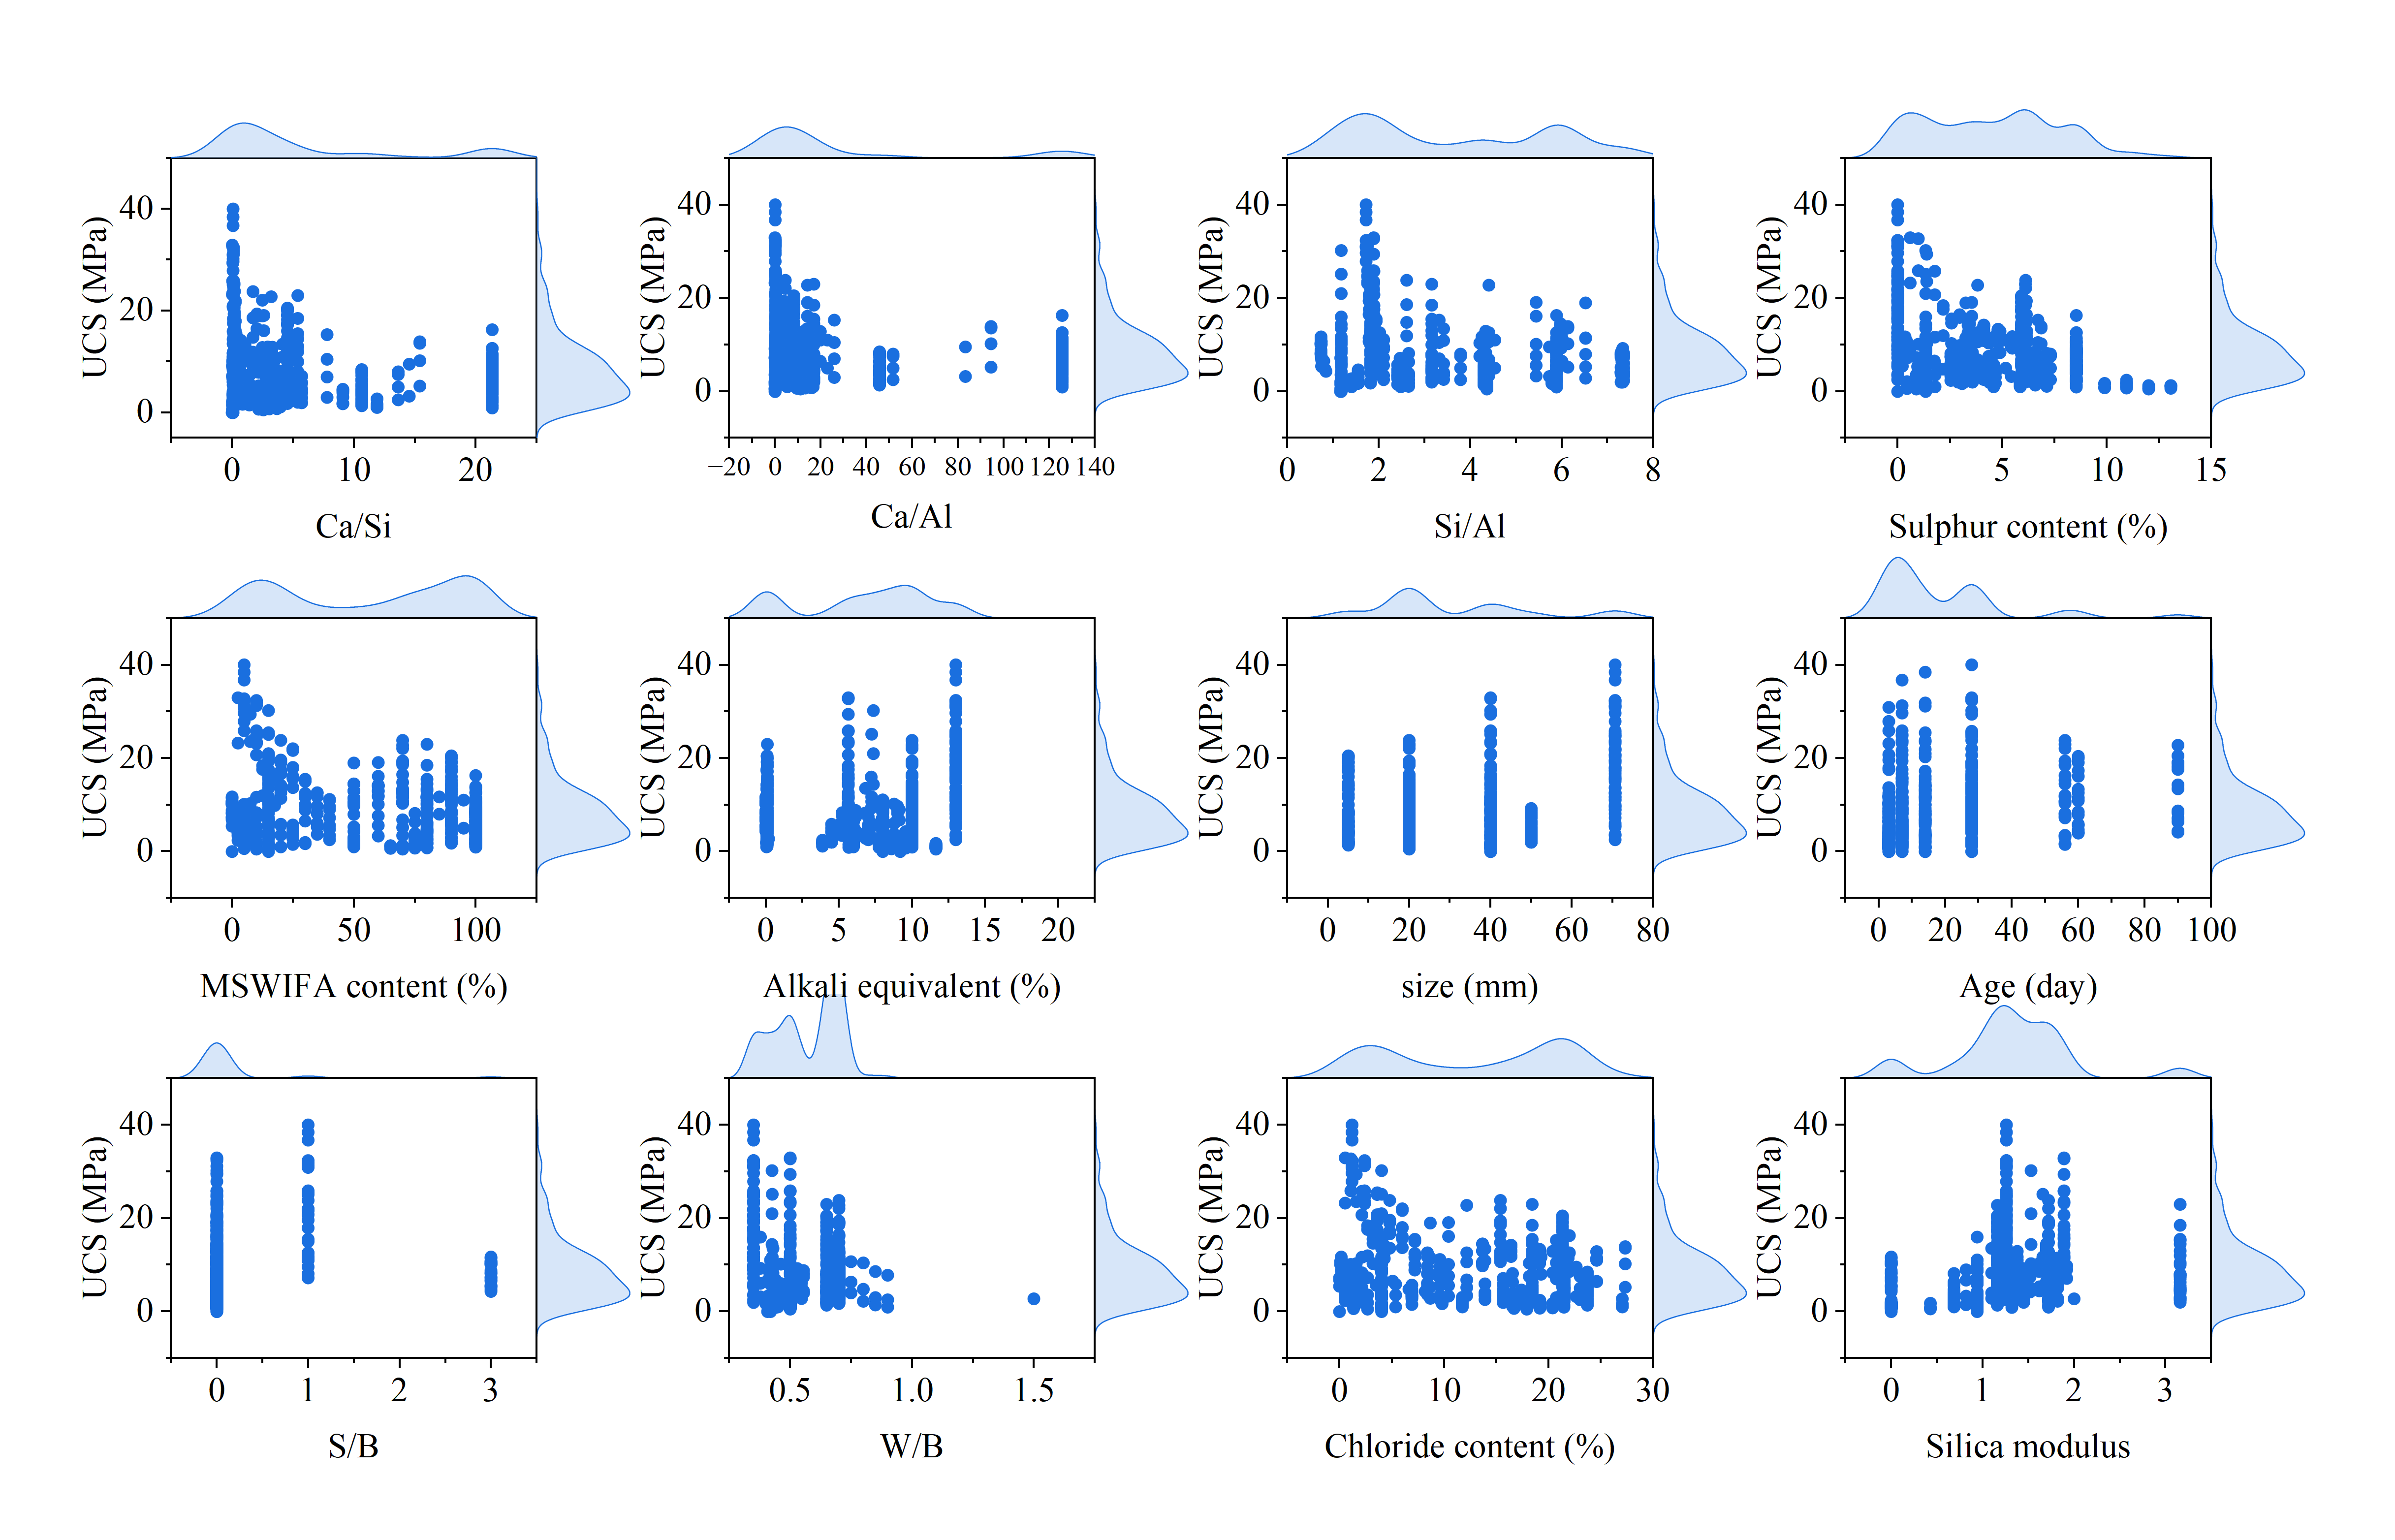 40
20
0
UCS (MPa)
0 10 20
Ca/Si
40
20
0
UCS (MPa)
−20 0 20 40 60 80 100 120 140
Ca/Al
40
20
0
UCS (MPa)
0 2 4 6 8
Si/Al
40
20
0
UCS (MPa)
0 5 10 15
Sulphur content (%)
40
20
0
UCS (MPa)
0 50 100
MSWIFA content (%)
40
20
0
UCS (MPa)
0 5 10 15 20
Alkali equivalent (%)
40
20
0
UCS (MPa)
0 20 40 60 80
size (mm)
40
20
0
UCS (MPa)
0 20 40 60 80 100
Age (day)
40
20
0
UCS (MPa)
0 1 2 3
S/B
40
20
0
UCS (MPa)
0.5 1.0 1.5
W/B
40
20
0
UCS (MPa)
0 10 20 30
Chloride content (%)
40
20
0
UCS (MPa)
0 1 2 3
Silica modulus